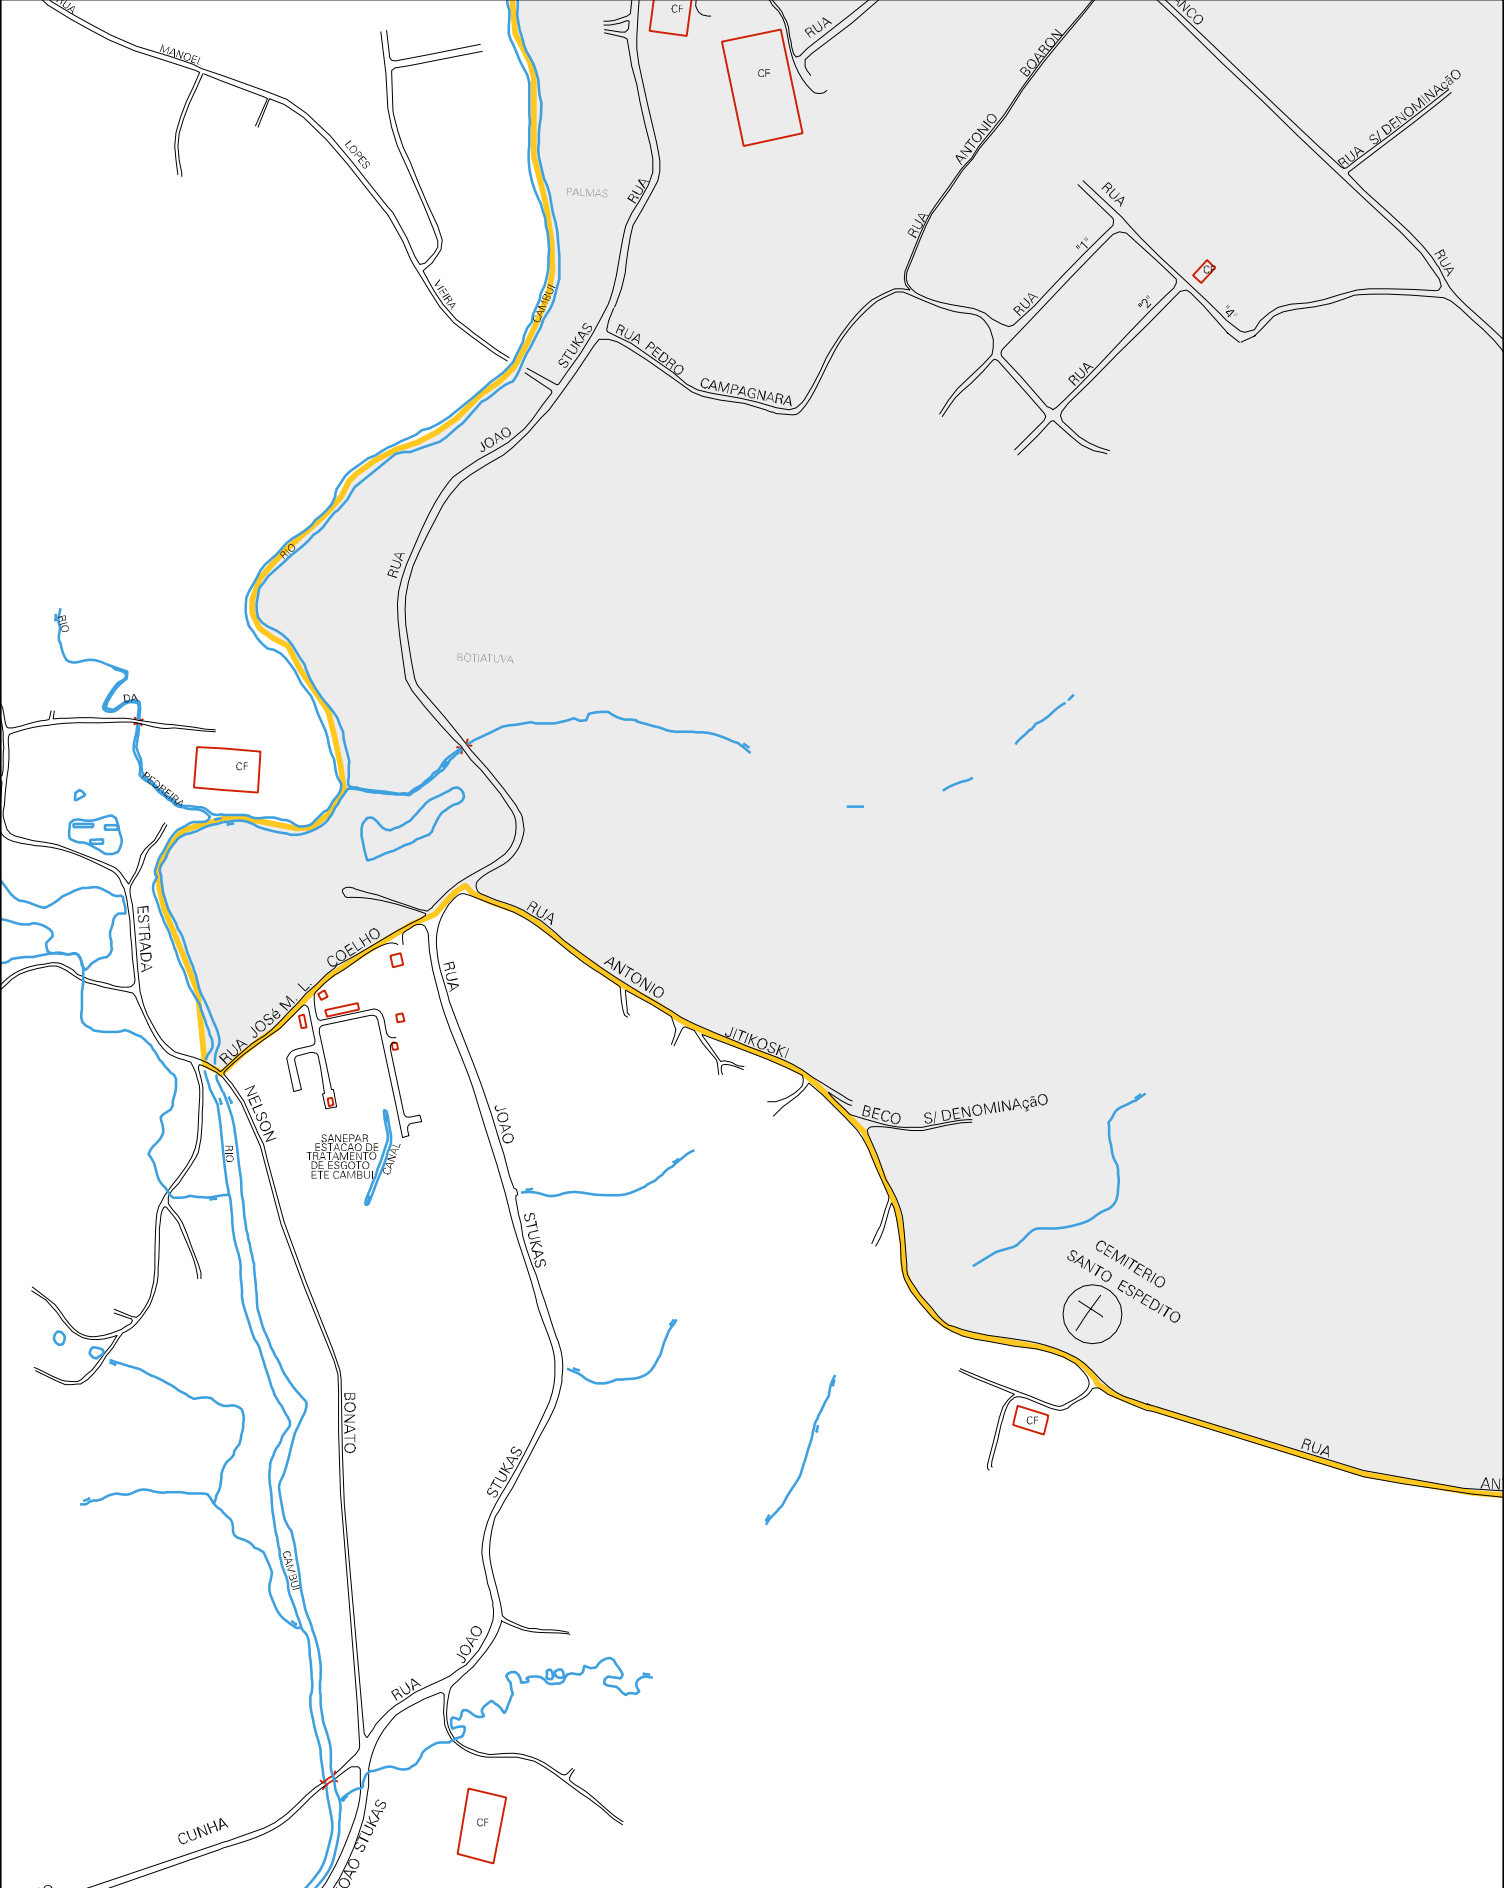 RUA
MANOEL
LOPES
VIEIRA
CF
CF
RUA
ANTONIO
BOARON
RUA
RUA S/ DENOMINAçãO
RUA
PALMAS
RUA
STUKAS
JOAO
RUA
CAMBUI
RIO
RUA PEDRO
CAMPAGNARA
RUA
"4"
RUA
"1"
RUA
"2"
CF
BOTIATUVA
RIO
DA
PEDREIRA
CF
ESTRADA
RUA JOSé M. L. COELHO
RUA
ANTONIO
JITIKOSKI
BECO S/ DENOMINAçãO
RUA
JOAO
STUKAS
NELSON
BONATO
RIO
CAMBUI
SANEPAR
ESTACAO DE
TRATAMENTO
DE ESGOTO
ETE CAMBUI
CANAL
CEMITERIO
SANTO ESPEDITO
CF
RUA
AN
STUKAS
JOAO
RUA
CUNHA
CF
STUKAS